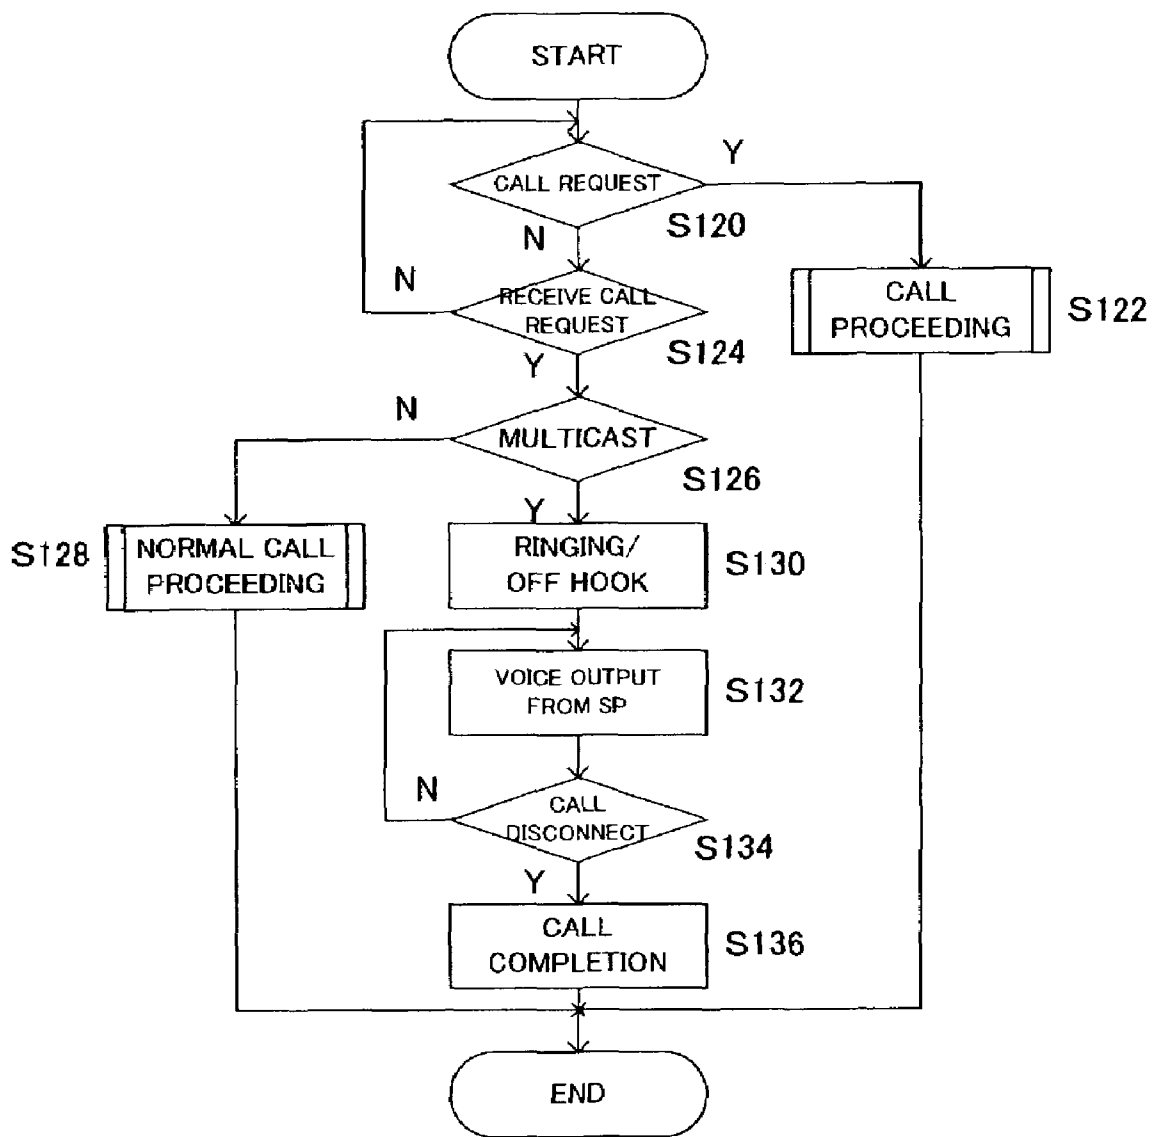 START
Y
CALL REQUEST
S120
N
N
RECEIVE CALL
REQUEST
S124
CALL
PROCEEDING
S122
Y
N
MULTICAST
S126
Y
S128
NORMAL CALL
PROCEEDING
RINGING/
OFF HOOK
S130
VOICE OUTPUT
FROM SP
S132
N
CALL
DISCONNECT
S134
Y
CALL
COMPLETION
S136
END